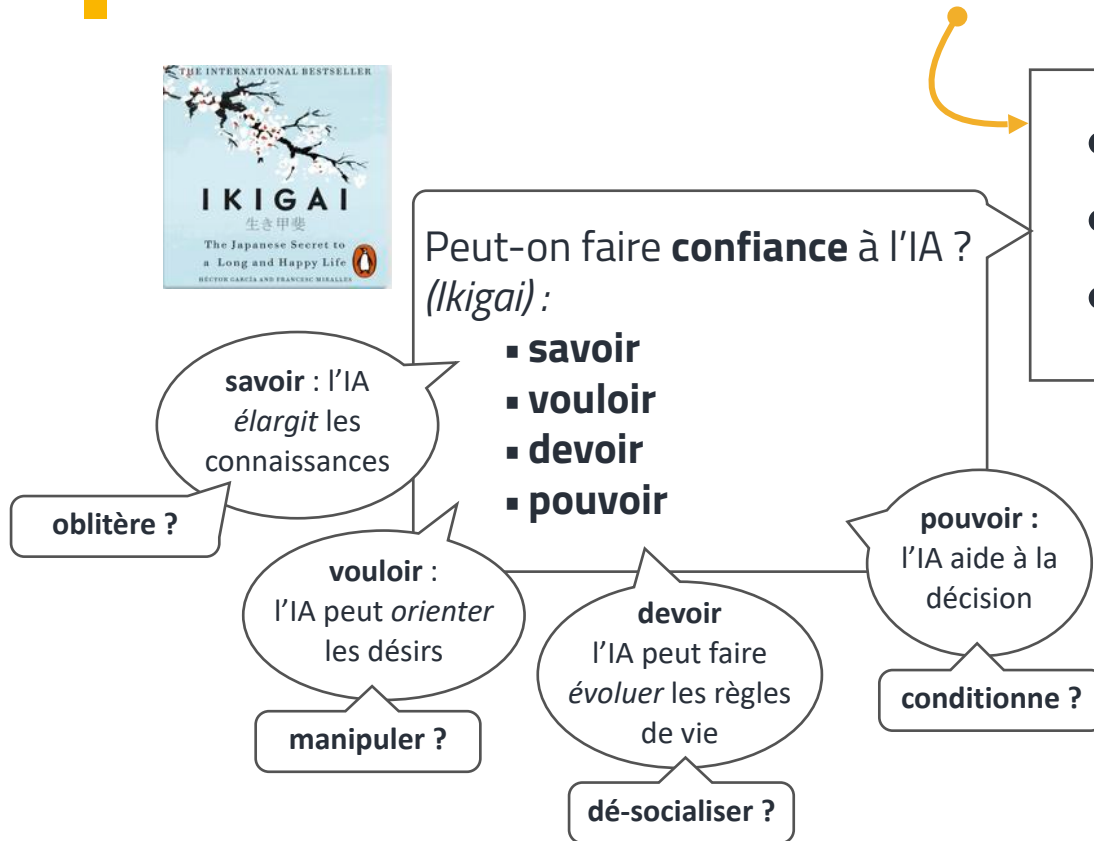 THE INTERNATIONAL BESTSELLER
IKIGAI
生き甲斐
The Japanese Secret to
a Long and Happy Life
HÉCTOR GARCÍA AND FRANCESC MIRALLES
Peut-on faire confiance à l’IA ?
(Ikigai) :
▪ savoir
▪ vouloir
▪ devoir
▪ pouvoir
savoir : l’IA
élargit les
connaissances
oblitère ?
vouloir :
l’IA peut orienter
les désirs
manipuler ?
devoir
l’IA peut faire
évoluer les règles
de vie
dé-socialiser ?
pouvoir :
l’IA aide à la
décision
conditionne ?